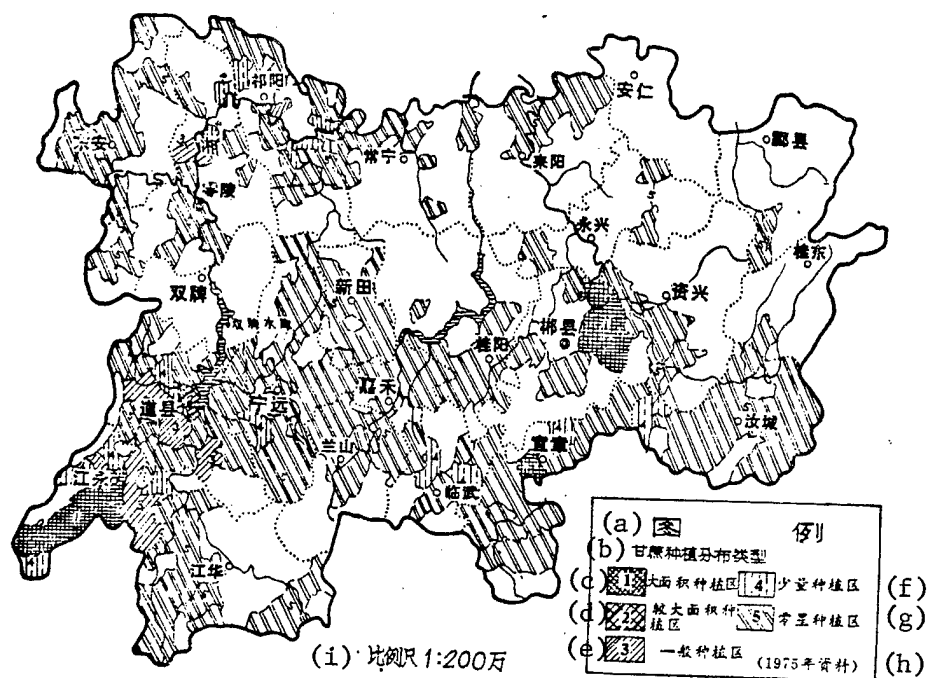 安仁
祁阳
酃县
东安
常宁
耒阳
零陵
永兴
桂东
双牌
新田
资兴
双牌水库
郴县
桂阳
嘉禾
道县
宁远
汝城
宜章
兰山
江永
临武
江华
(a) 图 例
(b) 甘蔗种植分布类型
(c) 1 大面积种植区 4 少量种植区 (f)
(d) 2 较大面积种植区 5 零星种植区 (g)
(e) 3 一般种植区 (1975年资料) (h)
(i) 比例尺 1:200万